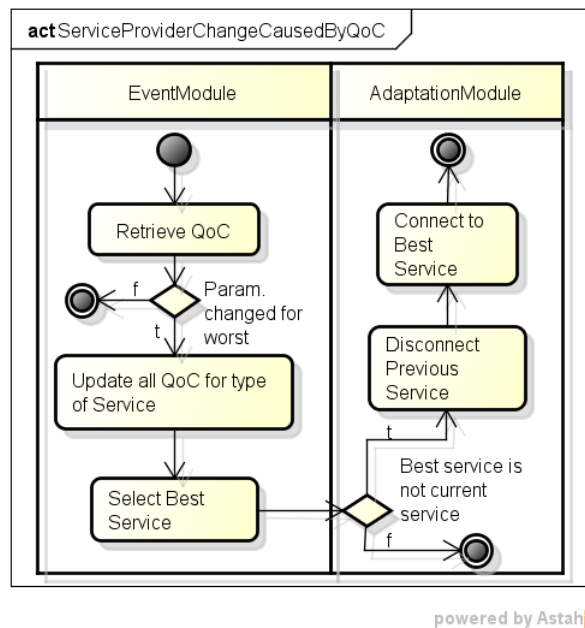 act ServiceProviderChangeCausedByQoC
EventModule
AdaptationModule
Retrieve QoC
f
Param.
changed for
worst
t
Update all QoC for type
of Service
Select Best
Service
Connect to
Best
Service
Disconnect
Previous
Service
t
Best service is
not current
service
f
powered by Astah